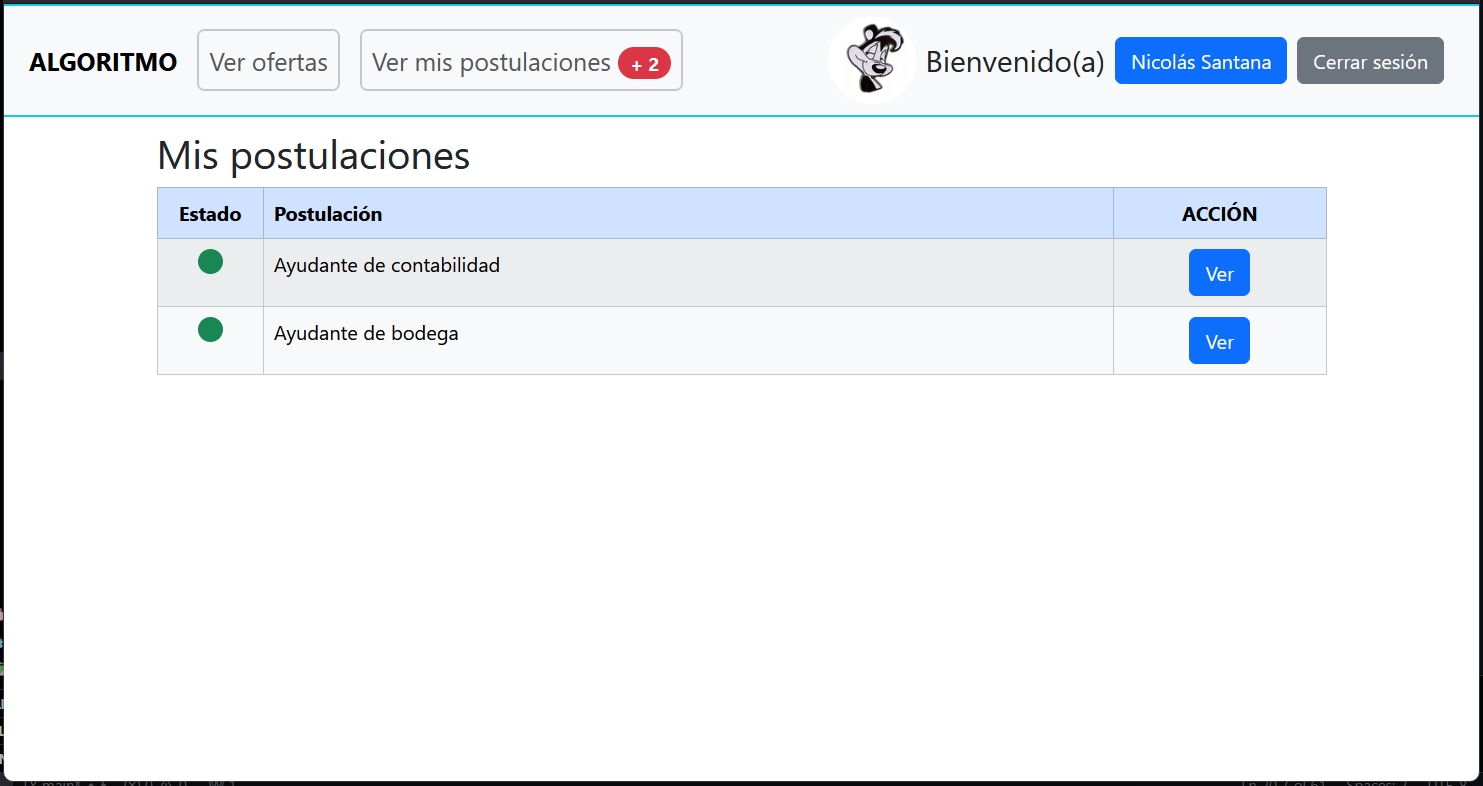 ALGORITMO Ver ofertas Ver mis postulaciones + 2 Bienvenido(a) Nicolás Santana Cerrar sesión
Mis postulaciones
Estado Postulación ACCIÓN
Ayudante de contabilidad Ver
Ayudante de bodega Ver